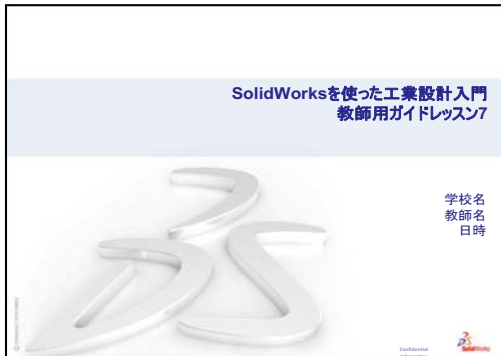 SolidWorksを使った工業設計入門
教師用ガイドレッスン7
学校名
教師名
日時
Confidential
Information
SolidWorks